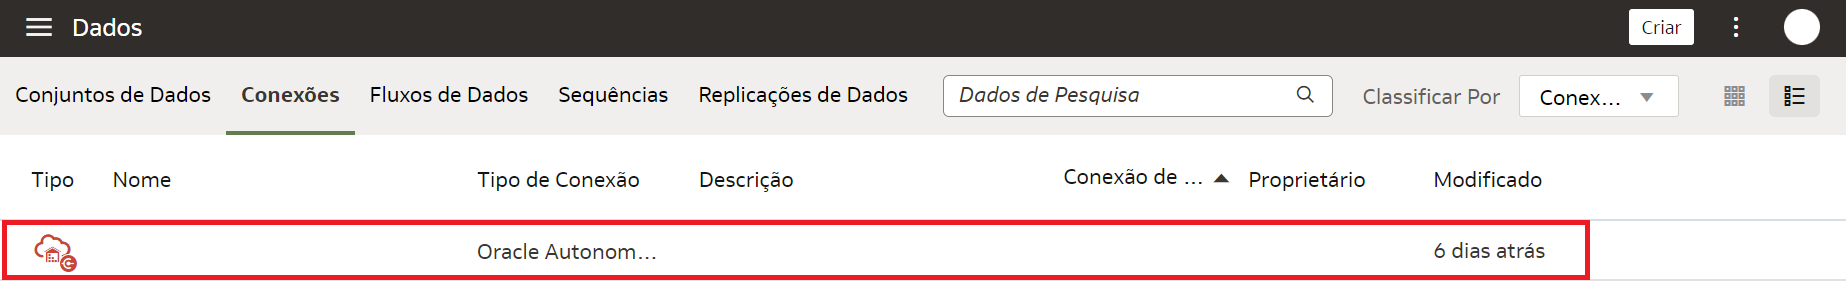 Dados Criar
Conjuntos de Dados Conexões Fluxos de Dados Sequências Replicações de Dados Dados de Pesquisa Classificar Por Conex...
Tipo Nome Tipo de Conexão Descrição Conexão de ... Proprietário Modificado
Oracle Autonom... 6 dias atrás